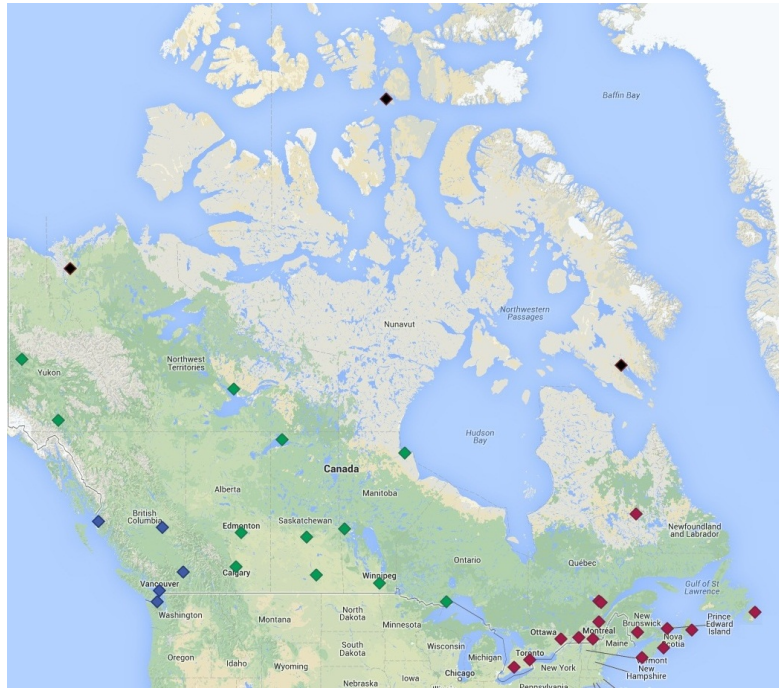 Baffin Bay
Nunavut
Northwestern
Passages
Northwest
Territories
Yukon
Hudson
Bay
Canada
Alberta
Manitoba
British
Columbia
Edmonton
Saskatchewan
Newfoundland
and Labrador
Ontario
Québec
Calgary
Winnipeg
Vancouver
Gulf of St
Lawrence
Washington
Montana
North
Dakota
Minnesota
Ottawa
Montreal
New
Brunswick
Prince
Edward
Island
Nova
Scotia
Maine
Oregon
Idaho
Wyoming
South
Dakota
Wisconsin
Michigan
Toronto
New York
Vermont
New
Hampshire
Nebraska
Iowa
Chicago
Pennsylvania